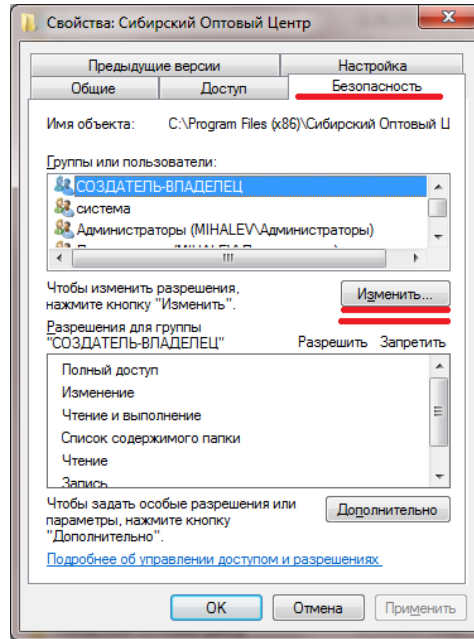 Свойства: Сибирский Оптовый Центр
Предыдущие версии Настройка
Общие Доступ Безопасность
Имя объекта: C:\Program Files (x86)\Сибирский Оптовый Ц
Группы или пользователи:
СОЗДАТЕЛЬ-ВЛАДЕЛЕЦ
система
Администраторы (MIHALEV\Администраторы)
Чтобы изменить разрешения, нажмите кнопку "Изменить".
Изменить...
Разрешения для группы "СОЗДАТЕЛЬ-ВЛАДЕЛЕЦ"
Разрешить Запретить
Полный доступ
Изменение
Чтение и выполнение
Список содержимого папки
Чтение
Запись
Чтобы задать особые разрешения или параметры, нажмите кнопку "Дополнительно".
Дополнительно
Подробнее об управлении доступом и разрешениях
ОК Отмена Применить